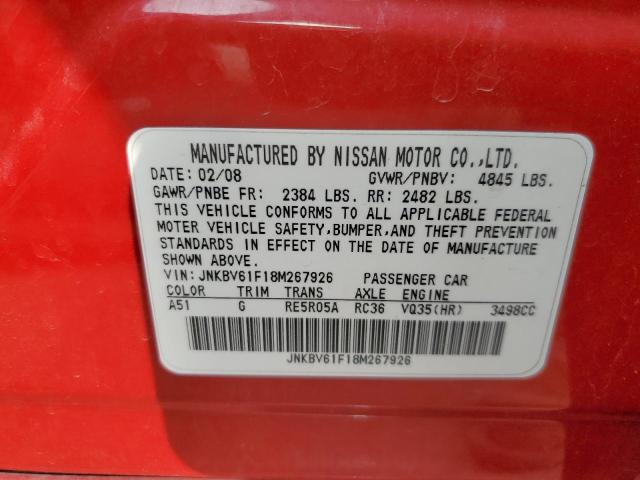 MANUFACTURED BY NISSAN MOTOR CO.,LTD.
DATE: 02/08 GVWR/PNBV: 4845 LBS.
GAWR/PNBE FR: 2384 LBS. RR: 2482 LBS.
THIS VEHICLE CONFORMS TO ALL APPLICABLE FEDERAL
MOTER VEHICLE SAFETY,BUMPER,AND THEFT PREVENTION
STANDARDS IN EFFECT ON THE DATE OF MANUFACTURE
SHOWN ABOVE.
VIN: JNKBV61F18M267926 PASSENGER CAR
COLOR TRIM TRANS AXLE ENGINE
A51 G RE5R05A RC36 VQ35(HR) 3498CC
JNKBV61F18M267926